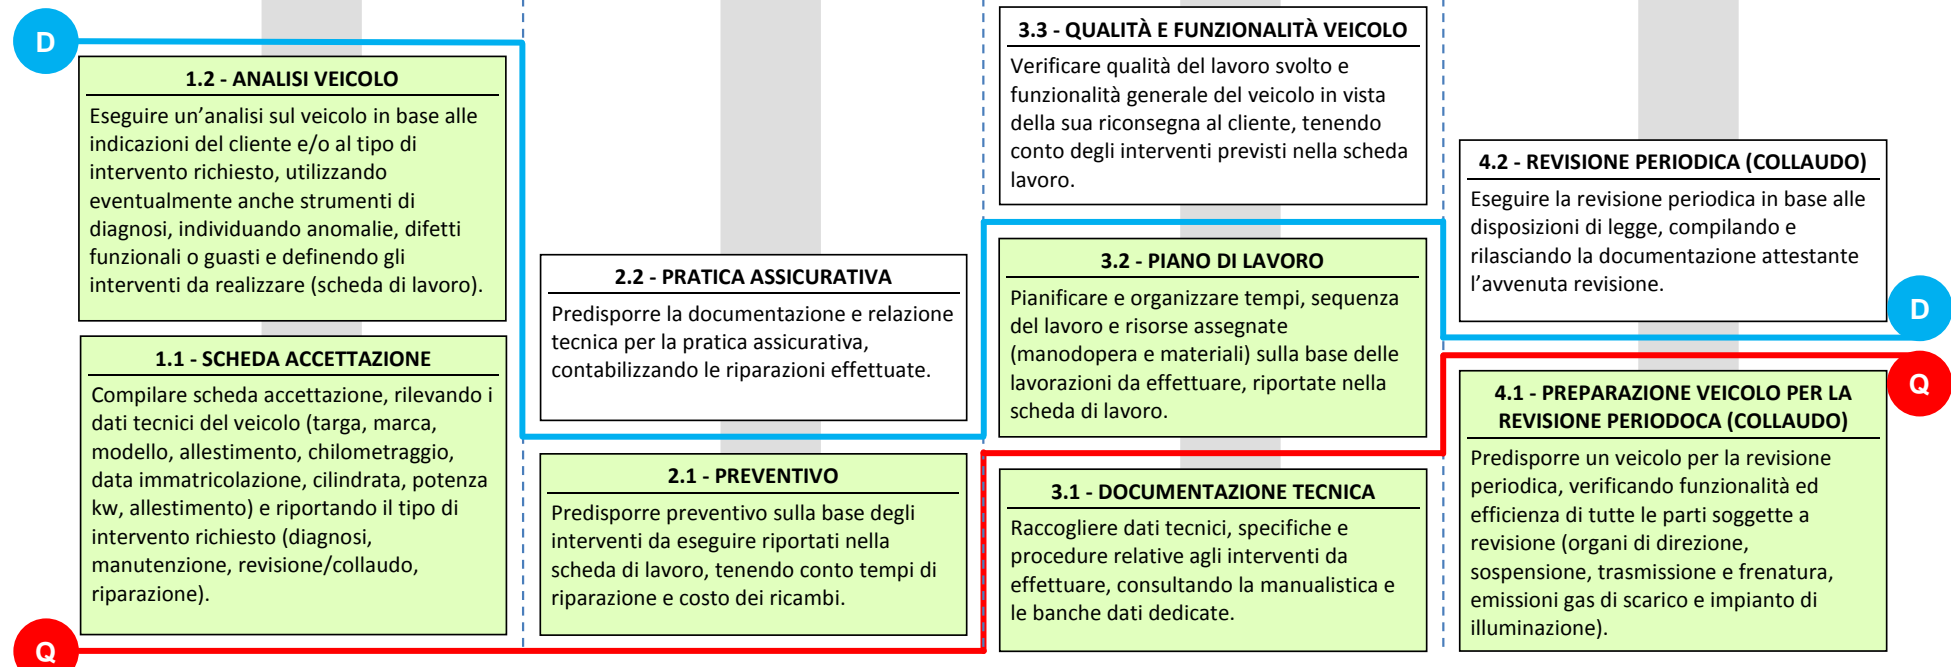 D
1.2 - ANALISI VEICOLO
Eseguire un’analisi sul veicolo in base alle
indicazioni del cliente e/o al tipo di
intervento richiesto, utilizzando
eventualmente anche strumenti di
diagnosi, individuando anomalie, difetti
funzionali o guasti e definendo gli
interventi da realizzare (scheda di lavoro).
1.1 - SCHEDA ACCETTAZIONE
Compilare scheda accettazione, rilevando i
dati tecnici del veicolo (targa, marca,
modello, allestimento, chilometraggio,
data immatricolazione, cilindrata, potenza
kw, allestimento) e riportando il tipo di
intervento richiesto (diagnosi,
manutenzione, revisione/collaudo,
riparazione).
Q
2.2 - PRATICA ASSICURATIVA
Predisporre la documentazione e relazione
tecnica per la pratica assicurativa,
contabilizzando le riparazioni effettuate.
2.1 - PREVENTIVO
Predisporre preventivo sulla base degli
interventi da eseguire riportati nella
scheda di lavoro, tenendo conto tempi di
riparazione e costo dei ricambi.
3.3 - QUALITÀ E FUNZIONALITÀ VEICOLO
Verificare qualità del lavoro svolto e
funzionalità generale del veicolo in vista
della sua riconsegna al cliente, tenendo
conto degli interventi previsti nella scheda
lavoro.
3.2 - PIANO DI LAVORO
Pianificare e organizzare tempi, sequenza
del lavoro e risorse assegnate
(manodopera e materiali) sulla base delle
lavorazioni da effettuare, riportate nella
scheda di lavoro.
3.1 - DOCUMENTAZIONE TECNICA
Raccogliere dati tecnici, specifiche e
procedure relative agli interventi da
effettuare, consultando la manualistica e
le banche dati dedicate.
4.2 - REVISIONE PERIODICA (COLLAUDO)
Eseguire la revisione periodica in base alle
disposizioni di legge, compilando e
rilasciando la documentazione attestante
l’avvenuta revisione.
D
Q
4.1 - PREPARAZIONE VEICOLO PER LA
REVISIONE PERIODOCA (COLLAUDO)
Predisporre un veicolo per la revisione
periodica, verificando funzionalità ed
efficienza di tutte le parti soggette a
revisione (organi di direzione,
sospensione, trasmissione e frenatura,
emissioni gas di scarico e impianto di
illuminazione).